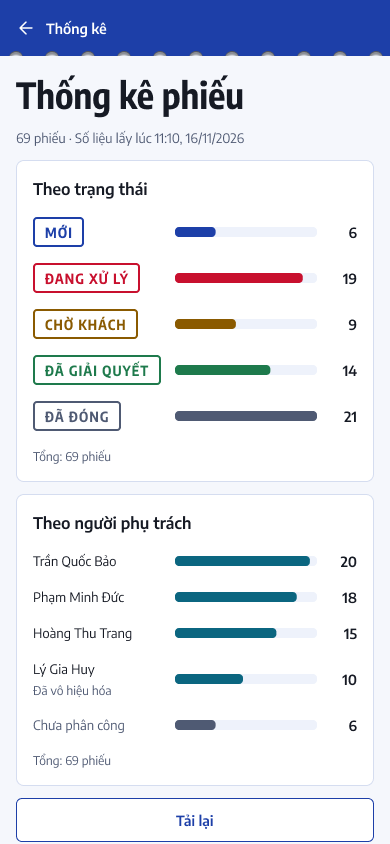 Thống kê
Thống kê phiếu
69 phiếu · Số liệu lấy lúc 11:10, 16/11/2026
Theo trạng thái
MỚI 6
ĐANG XỬ LÝ 19
CHỜ KHÁCH 9
ĐÃ GIẢI QUYẾT 14
ĐÃ ĐÓNG 21
Tổng: 69 phiếu
Theo người phụ trách
Trần Quốc Bảo 20
Phạm Minh Đức 18
Hoàng Thu Trang 15
Lý Gia Huy 10
Đã vô hiệu hóa
Chưa phân công 6
Tổng: 69 phiếu
Tải lại